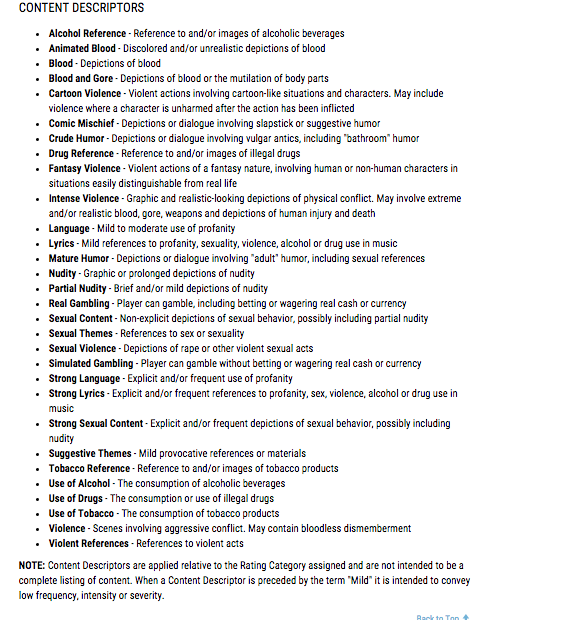 CONTENT DESCRIPTORS
• Alcohol Reference - Reference to and/or images of alcoholic beverages
• Animated Blood - Discolored and/or unrealistic depictions of blood
• Blood - Depictions of blood
• Blood and Gore - Depictions of blood or the mutilation of body parts
• Cartoon Violence - Violent actions involving cartoon-like situations and characters. May include
violence where a character is unharmed after the action has been inflicted
• Comic Mischief - Depictions or dialogue involving slapstick or suggestive humor
• Crude Humor - Depictions or dialogue involving vulgar antics, including "bathroom" humor
• Drug Reference - Reference to and/or images of illegal drugs
• Fantasy Violence - Violent actions of a fantasy nature, involving human or non-human characters in
situations easily distinguishable from real life
• Intense Violence - Graphic and realistic-looking depictions of physical conflict. May involve extreme
and/or realistic blood, gore, weapons and depictions of human injury and death
• Language - Mild to moderate use of profanity
• Lyrics - Mild references to profanity, sexuality, violence, alcohol or drug use in music
• Mature Humor - Depictions or dialogue involving "adult" humor, including sexual references
• Nudity - Graphic or prolonged depictions of nudity
• Partial Nudity - Brief and/or mild depictions of nudity
• Real Gambling - Player can gamble, including betting or wagering real cash or currency
• Sexual Content - Non-explicit depictions of sexual behavior, possibly including partial nudity
• Sexual Themes - References to sex or sexuality
• Sexual Violence - Depictions of rape or other violent sexual acts
• Simulated Gambling - Player can gamble without betting or wagering real cash or currency
• Strong Language - Explicit and/or frequent use of profanity
• Strong Lyrics - Explicit and/or frequent references to profanity, sex, violence, alcohol or drug use in
music
• Strong Sexual Content - Explicit and/or frequent depictions of sexual behavior, possibly including
nudity
• Suggestive Themes - Mild provocative references or materials
• Tobacco Reference - Reference to and/or images of tobacco products
• Use of Alcohol - The consumption of alcoholic beverages
• Use of Drugs - The consumption or use of illegal drugs
• Use of Tobacco - The consumption of tobacco products
• Violence - Scenes involving aggressive conflict. May contain bloodless dismemberment
• Violent References - References to violent acts
NOTE: Content Descriptors are applied relative to the Rating Category assigned and are not intended to be a
complete listing of content. When a Content Descriptor is preceded by the term "Mild" it is intended to convey
low frequency, intensity or severity.
Back to Top